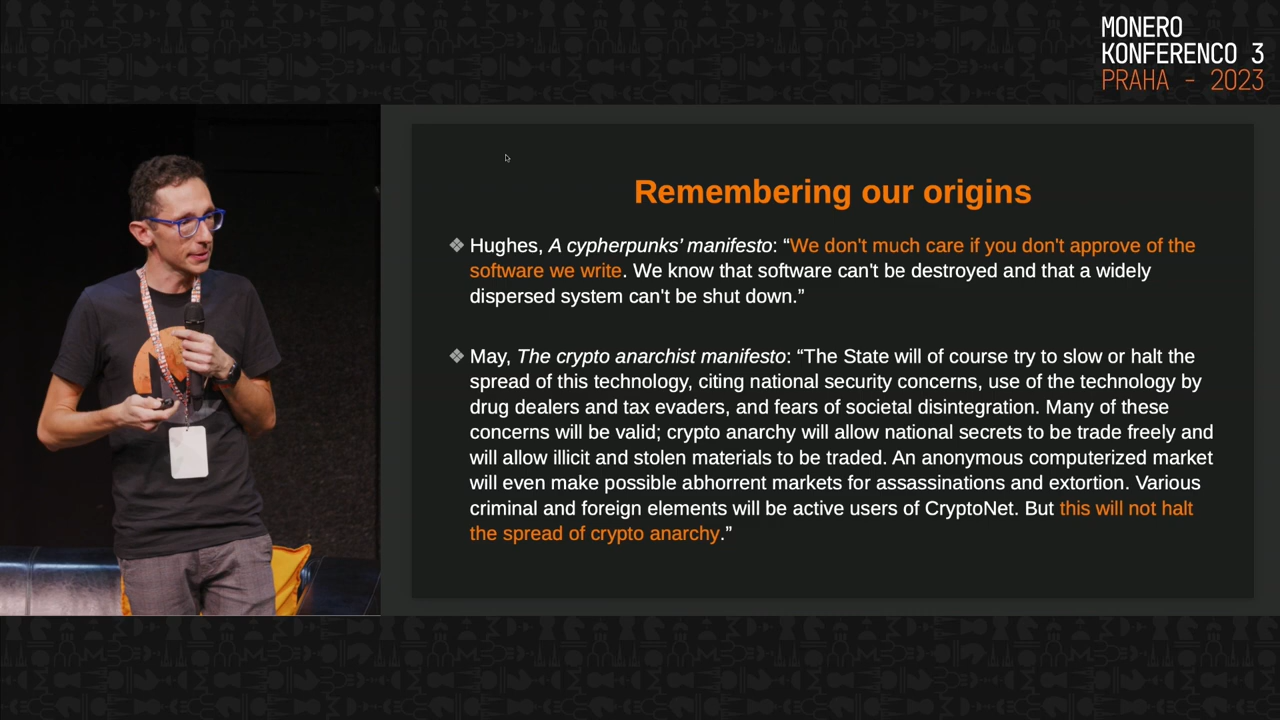 MONERO
KONFERENCO 3
PRAHA - 2023
Remembering our origins
❖ Hughes, A cypherpunks’ manifesto: “We don't much care if you don't approve of the
software we write. We know that software can't be destroyed and that a widely
dispersed system can't be shut down.”
❖ May, The crypto anarchist manifesto: “The State will of course try to slow or halt the
spread of this technology, citing national security concerns, use of the technology by
drug dealers and tax evaders, and fears of societal disintegration. Many of these
concerns will be valid; crypto anarchy will allow national secrets to be trade freely and
will allow illicit and stolen materials to be traded. An anonymous computerized market
will even make possible abhorrent markets for assassinations and extortion. Various
criminal and foreign elements will be active users of CryptoNet. But this will not halt
the spread of crypto anarchy.”